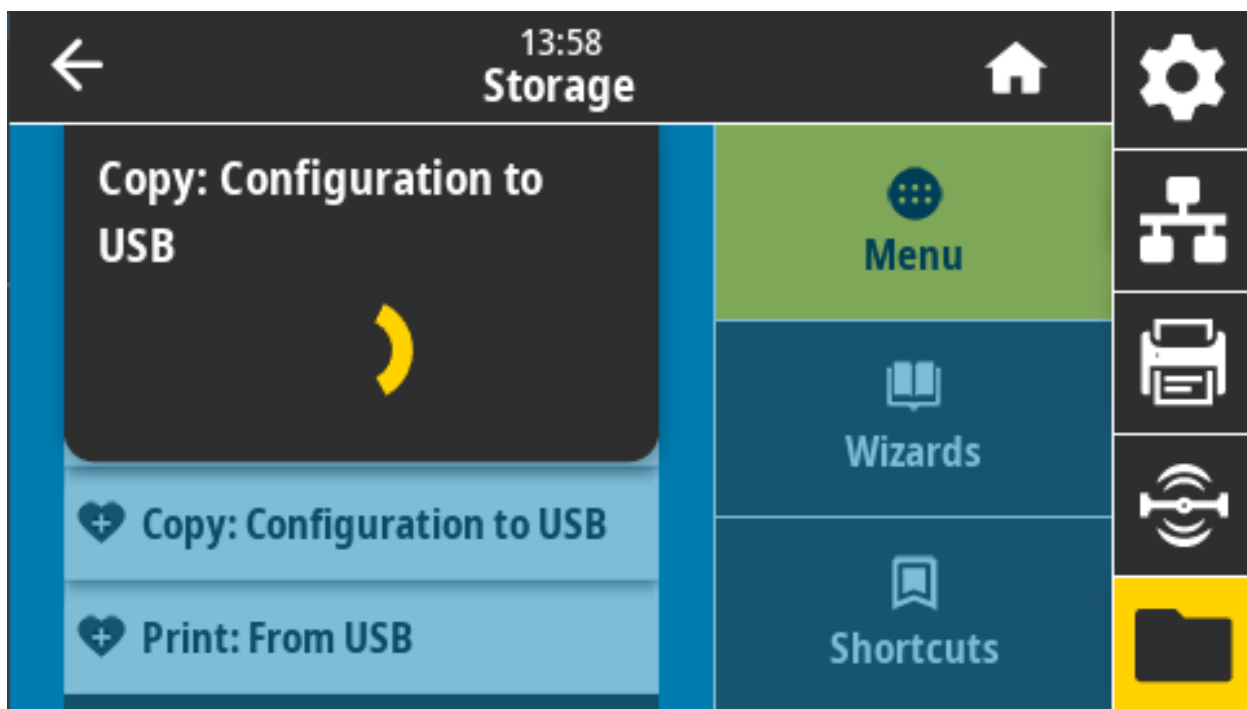 13:58
Storage
Copy: Configuration to
USB
Copy: Configuration to USB
Print: From USB
Menu
Wizards
Shortcuts